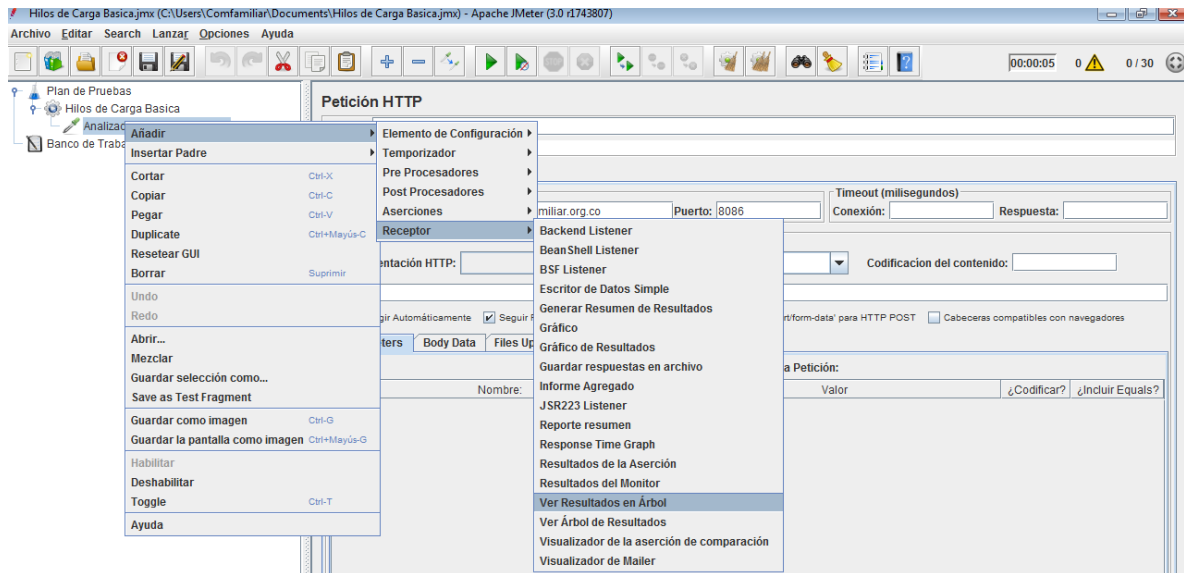 Hilos de Carga Basica.jmx (C:\Users\Comfamiliar\Documents\Hilos de Carga Basica.jmx) - Apache JMeter (3.0 r1743807)
Archivo Editar Search Lanzar Opciones Ayuda
00:00:05 0 0 / 30
Plan de Pruebas
Hilos de Carga Basica
Analizad
Banco de Traba
Petición HTTP
Añadir
Insertar Padre
Cortar Ctrl-X
Copiar Ctrl-C
Pegar Ctrl-V
Duplicate Ctrl+Mayús-C
Resetear GUI
Borrar Suprimir
Undo
Redo
Abrir...
Mezclar
Guardar selección como...
Save as Test Fragment
Guardar como imagen Ctrl-G
Guardar la pantalla como imagen Ctrl+Mayús-G
Habilitar
Deshabilitar
Toggle Ctrl-T
Ayuda
Elemento de Configuración
Temporizador
Pre Procesadores
Post Procesadores
Aserciones
Receptor
Backend Listener
BeanShell Listener
BSF Listener
Escritor de Datos Simple
Generar Resumen de Resultados
Gráfico
Gráfico de Resultados
Guardar respuestas en archivo
Informe Agregado
JSR223 Listener
Reporte resumen
Response Time Graph
Resultados de la Aserción
Resultados del Monitor
Ver Resultados en Árbol
Ver Árbol de Resultados
Visualizador de la aserción de comparación
Visualizador de Mailer
Timeout (milisegundos)
miliar.org.co Puerto: 8086 Conexión: Respuesta:
entación HTTP: Codificacion del contenido:
gir Automáticamente Seguir rt/form-data' para HTTP POST Cabeceras compatibles con navegadores
ters Body Data Files Up
a Petición:
Nombre: Valor ¿Codificar? ¿Incluir Equals?